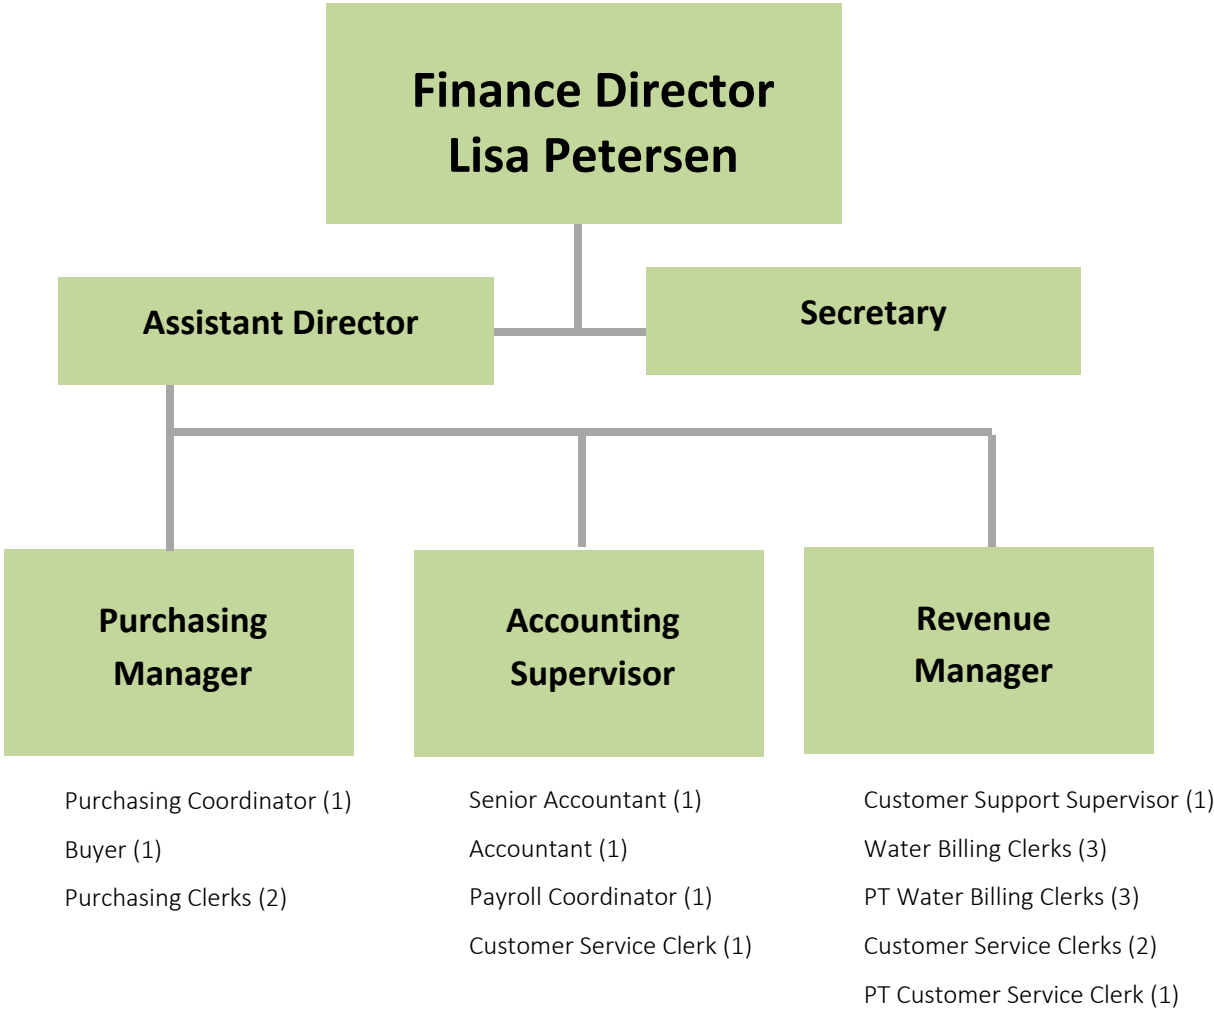 Finance Director
Lisa Petersen
Assistant Director
Secretary
Purchasing
Manager
Accounting
Supervisor
Revenue
Manager
Purchasing Coordinator (1)
Buyer (1)
Purchasing Clerks (2)
Senior Accountant (1)
Accountant (1)
Payroll Coordinator (1)
Customer Service Clerk (1)
Customer Support Supervisor (1)
Water Billing Clerks (3)
PT Water Billing Clerks (3)
Customer Service Clerks (2)
PT Customer Service Clerk (1)